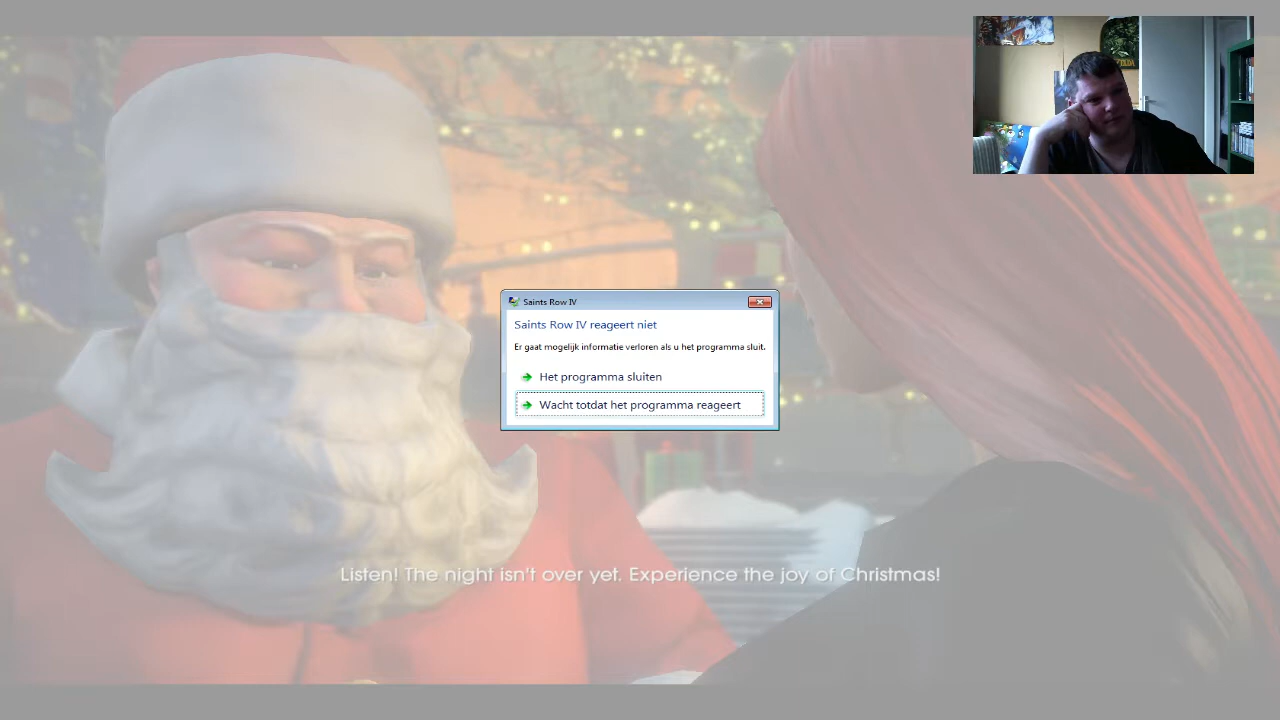 Saints Row IV
Saints Row IV reageert niet
Er gaat mogelijk informatie verloren als u het programma sluit.
Het programma sluiten
Wacht totdat het programma reageert
Listen! The night isn't over yet. Experience the joy of Christmas!